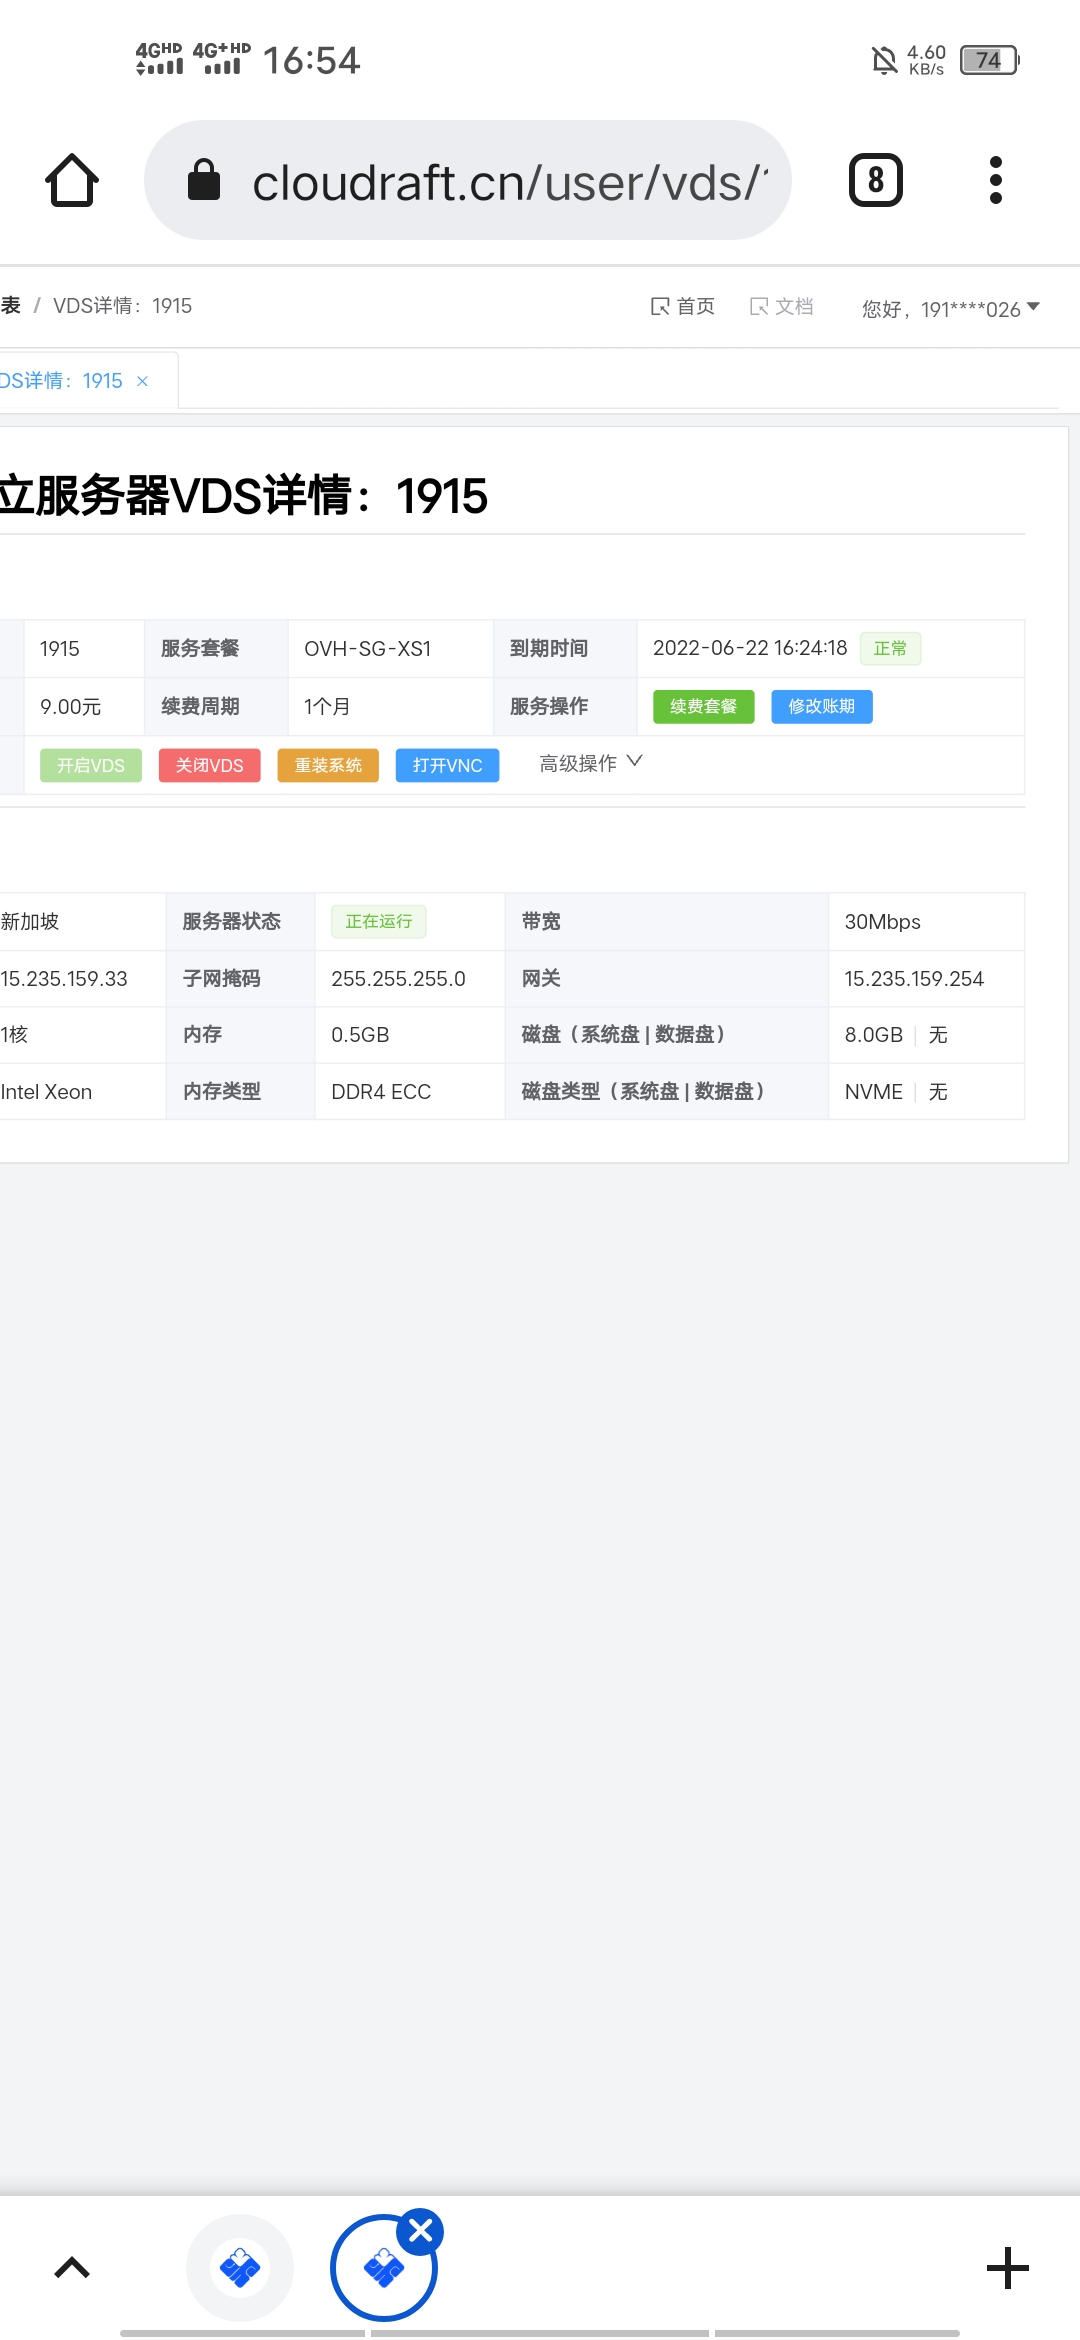 4GHD 4G+HD 16:54 4.60 KB/s 74
cloudraft.cn/user/vds/
8
表 / VDS详情：1915 首页 文档 您好，191****026
DS详情：1915 ×
立服务器VDS详情：1915
1915 服务套餐 OVH-SG-XS1 到期时间 2022-06-22 16:24:18 正常
9.00元 续费周期 1个月 服务操作 续费套餐 修改账期
开启VDS 关闭VDS 重装系统 打开VNC 高级操作
新加坡 服务器状态 正在运行 带宽 30Mbps
15.235.159.33 子网掩码 255.255.255.0 网关 15.235.159.254
1核 内存 0.5GB 磁盘（系统盘 | 数据盘） 8.0GB | 无
Intel Xeon 内存类型 DDR4 ECC 磁盘类型（系统盘 | 数据盘） NVME | 无